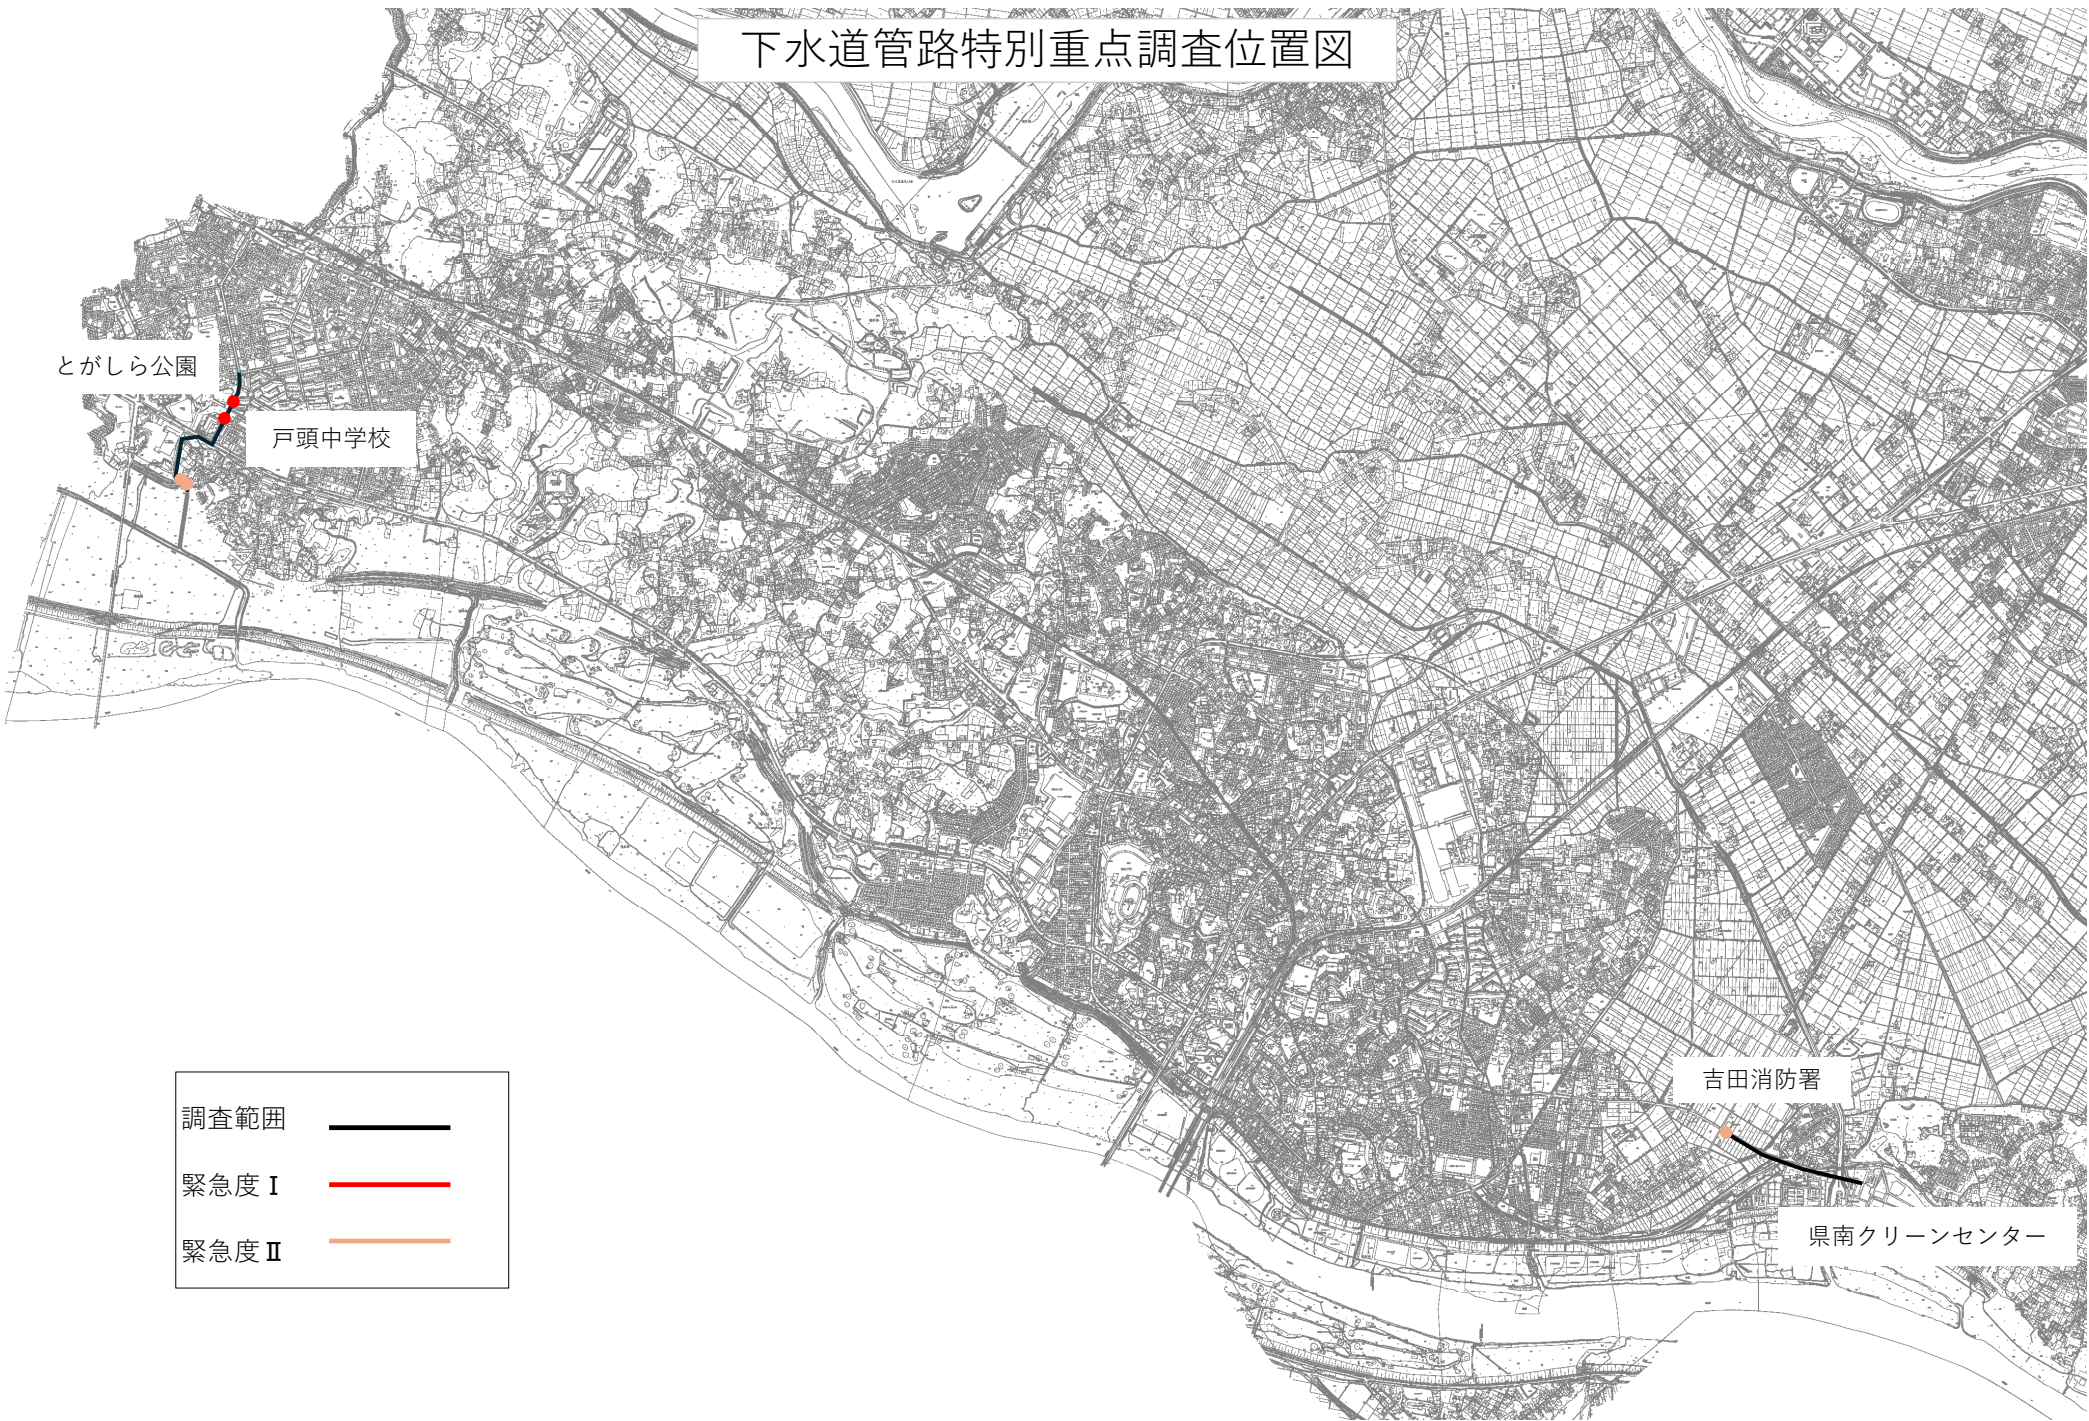 下水道管路特別重点調査位置図
とがしら公園
戸頭中学校
吉田消防署
県南クリーンセンター
調査範囲
緊急度Ⅰ
緊急度Ⅱ